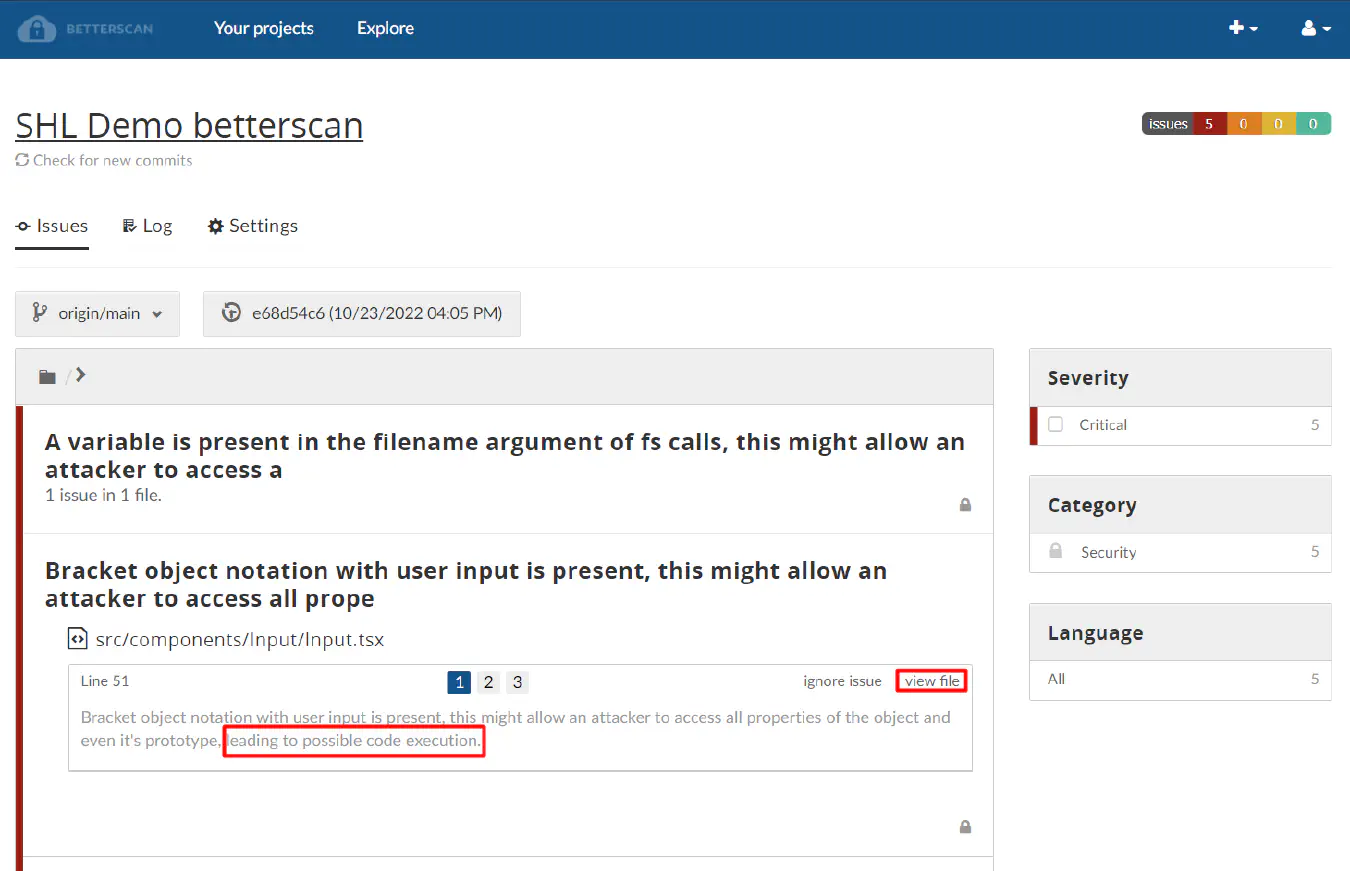 BETTERSCAN Your projects Explore
SHL Demo betterscan
issues 5 0 0 0
Check for new commits
Issues Log Settings
origin/main e68d54c6 (10/23/2022 04:05 PM)
/
A variable is present in the filename argument of fs calls, this might allow an
attacker to access a
1 issue in 1 file.
Bracket object notation with user input is present, this might allow an
attacker to access all prope
src/components/Input/Input.tsx
Line 51 1 2 3 ignore issue view file
Bracket object notation with user input is present, this might allow an attacker to access all properties of the object and
even it's prototype, leading to possible code execution.
Severity
Critical 5
Category
Security 5
Language
All 5